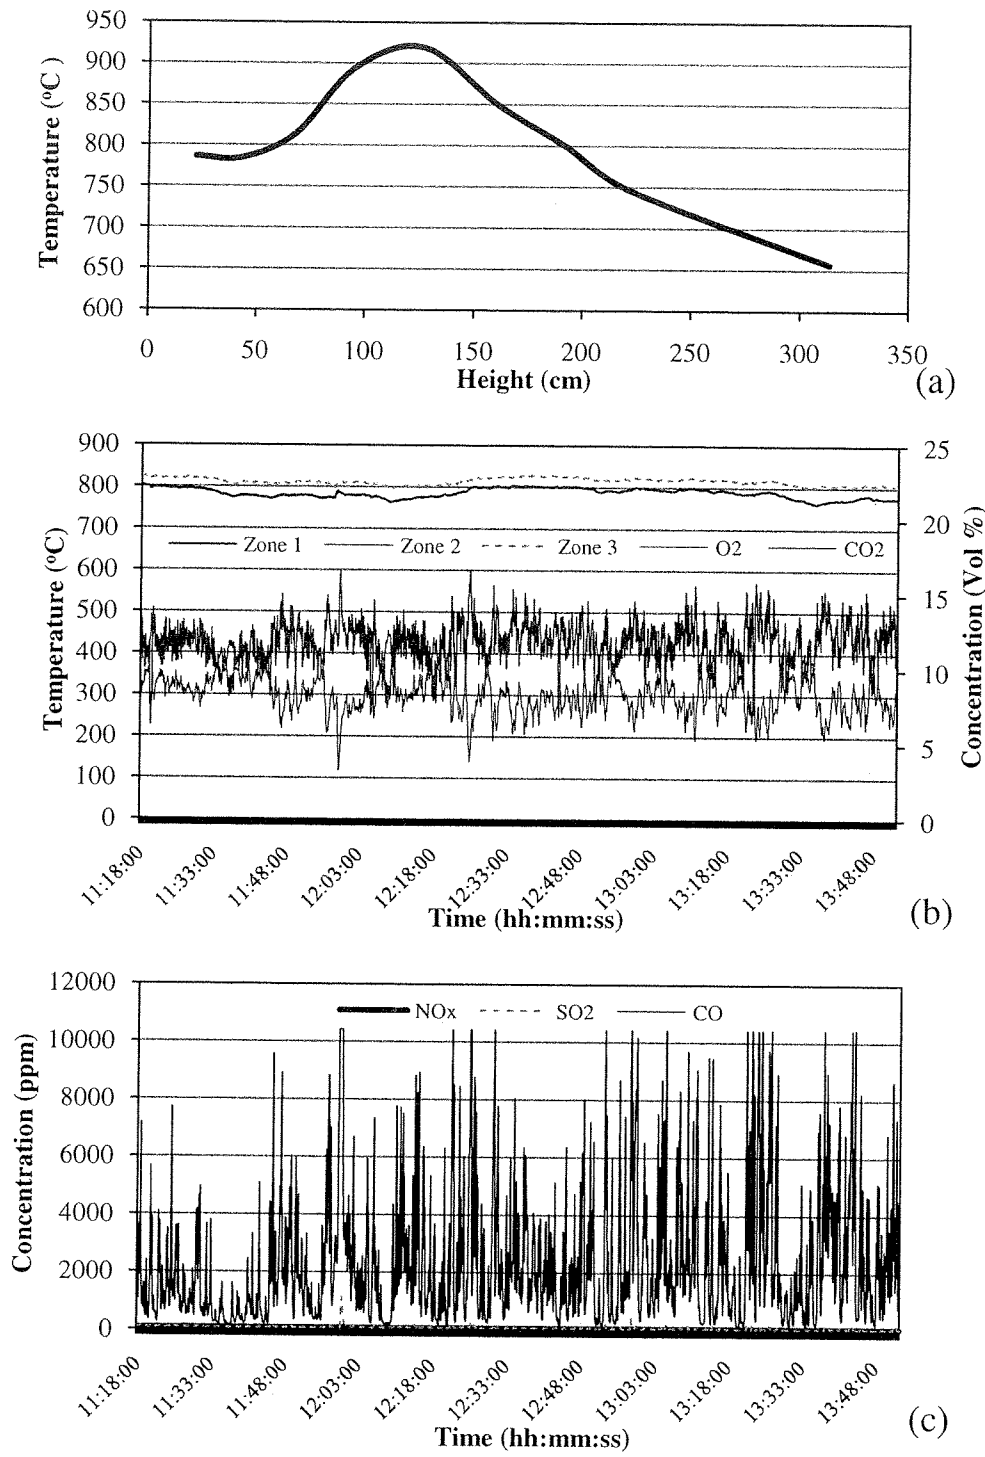 950
900
850
800
750
700
650
600
Temperature (ºC )
0 50 100 150 200 250 300 350
Height (cm)
(a)
900
800
700
600
500
400
300
200
100
0
Temperature (ºC)
25
20
15
10
5
0
Concentration (Vol %)
Zone 1 Zone 2 Zone 3 O2 CO2
11:18:00 11:33:00 11:48:00 12:03:00 12:18:00 12:33:00 12:48:00 13:03:00 13:18:00 13:33:00 13:48:00
Time (hh:mm:ss)
(b)
12000
10000
8000
6000
4000
2000
0
Concentration (ppm)
NOx SO2 CO
11:18:00 11:33:00 11:48:00 12:03:00 12:18:00 12:33:00 12:48:00 13:03:00 13:18:00 13:33:00 13:48:00
Time (hh:mm:ss)
(c)